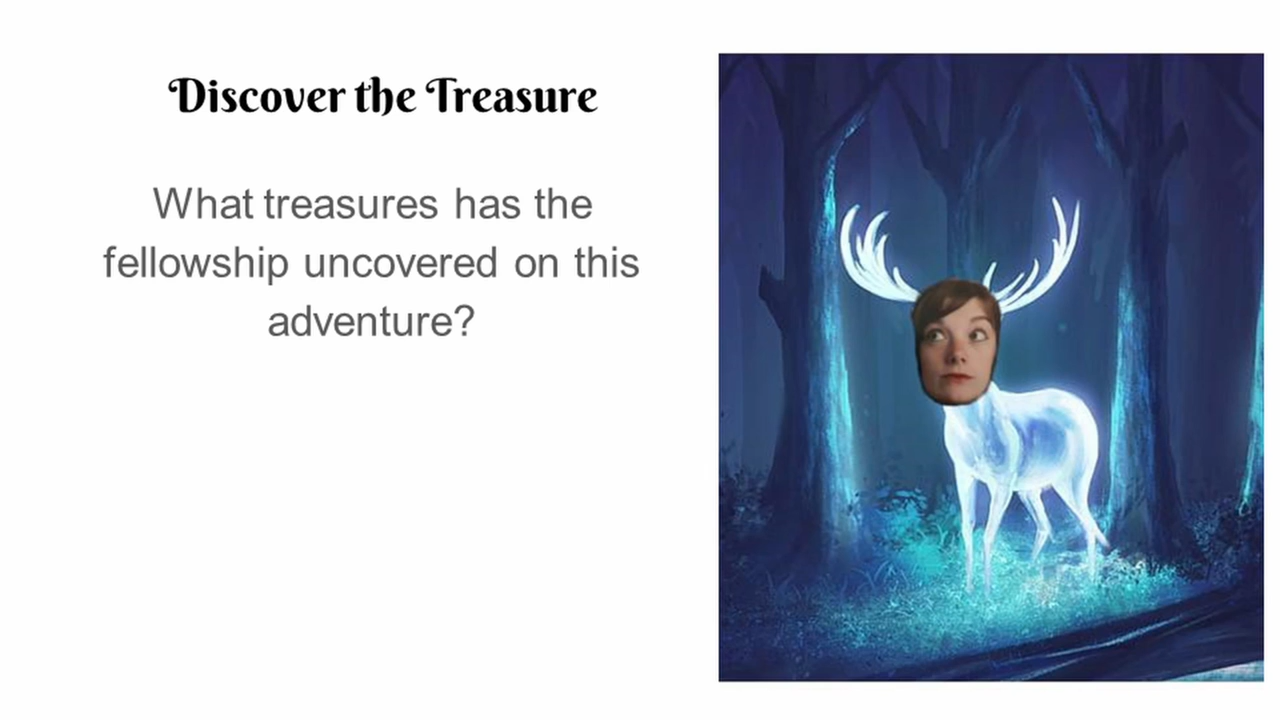 Discover the Treasure
What treasures has the
fellowship uncovered on this
adventure?